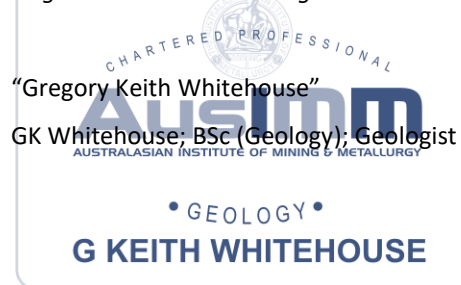 CHARTERED PROFESSIONAL
“Gregory Keith Whitehouse”
AusIMM
GK Whitehouse; BSc (Geology); Geologist
AUSTRALASIAN INSTITUTE OF MINING & METALLURGY
• GEOLOGY •
G KEITH WHITEHOUSE